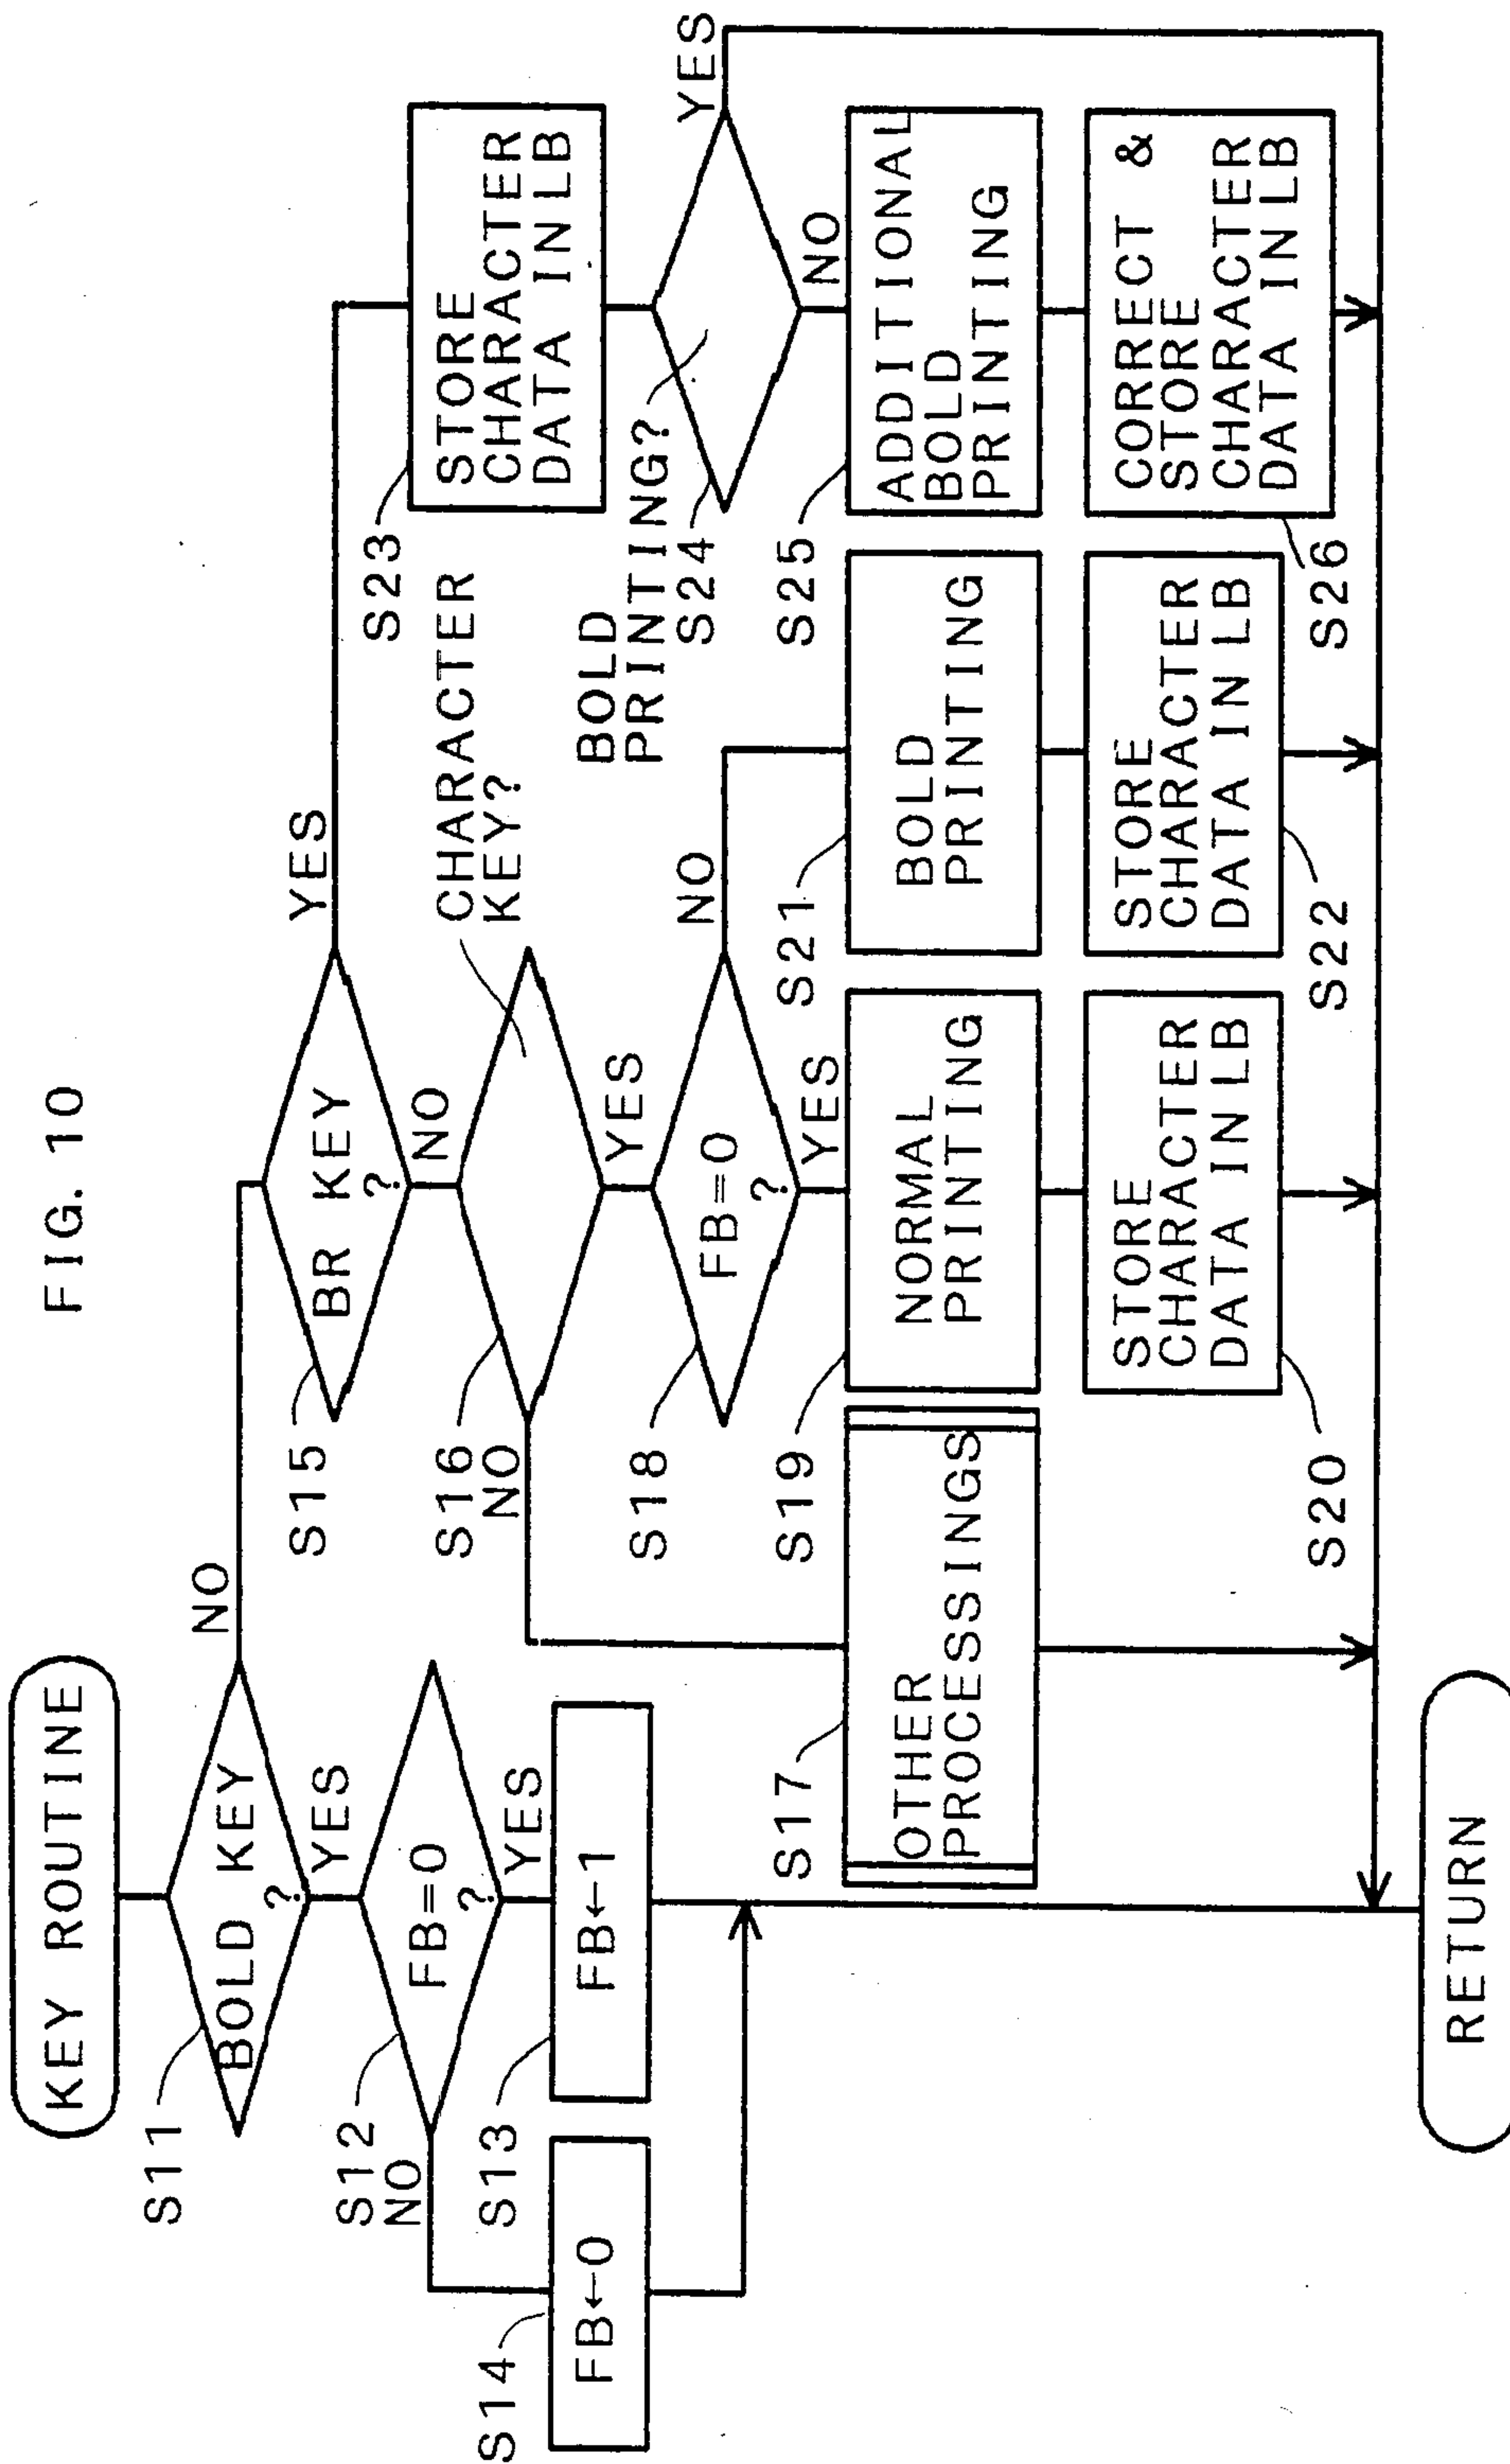 FIG. 10
KEY ROUTINE
S11
BOLD KEY
?
NO
YES
S12
FB=0
?
NO
YES
S13
FB←1
S14
FB←0
S15
BR KEY
?
YES
NO
S16
CHARACTER
KEY?
NO
YES
S17
OTHER
PROCESSINGS
S18
FB=0
?
NO
YES
S19
NORMAL
PRINTING
S20
STORE
CHARACTER
DATA IN LB
S21
BOLD
PRINTING
S22
STORE
CHARACTER
DATA IN LB
S23
STORE
CHARACTER
DATA IN LB
BOLD
PRINTING?
S24
YES
NO
S25
ADDITIONAL
BOLD
PRINTING
S26
CORRECT &
STORE
CHARACTER
DATA IN LB
RETURN